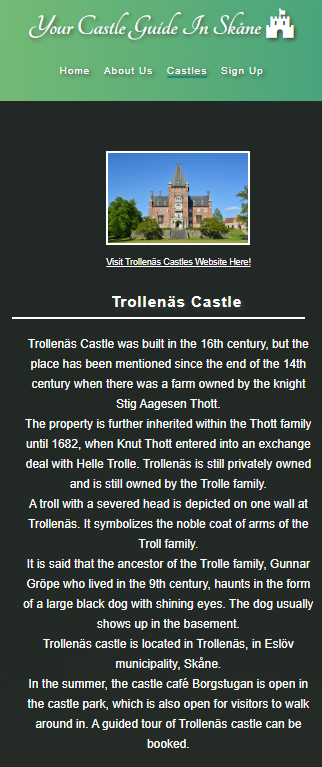 Your Castle Guide In Skåne
Home About Us Castles Sign Up
Visit Trollenäs Castles Website Here!
Trollenäs Castle
Trollenäs Castle was built in the 16th century, but the
place has been mentioned since the end of the 14th
century when there was a farm owned by the knight
Stig Aagesen Thott.
The property is further inherited within the Thott family
until 1682, when Knut Thott entered into an exchange
deal with Helle Trolle. Trollenäs is still privately owned
and is still owned by the Trolle family.
A troll with a severed head is depicted on one wall at
Trollenäs. It symbolizes the noble coat of arms of the
Troll family.
It is said that the ancestor of the Trolle family, Gunnar
Gröpe who lived in the 9th century, haunts in the form
of a large black dog with shining eyes. The dog usually
shows up in the basement.
Trollenäs castle is located in Trollenäs, in Eslöv
municipality, Skåne.
In the summer, the castle café Borgstugan is open in
the castle park, which is also open for visitors to walk
around in. A guided tour of Trollenäs castle can be
booked.